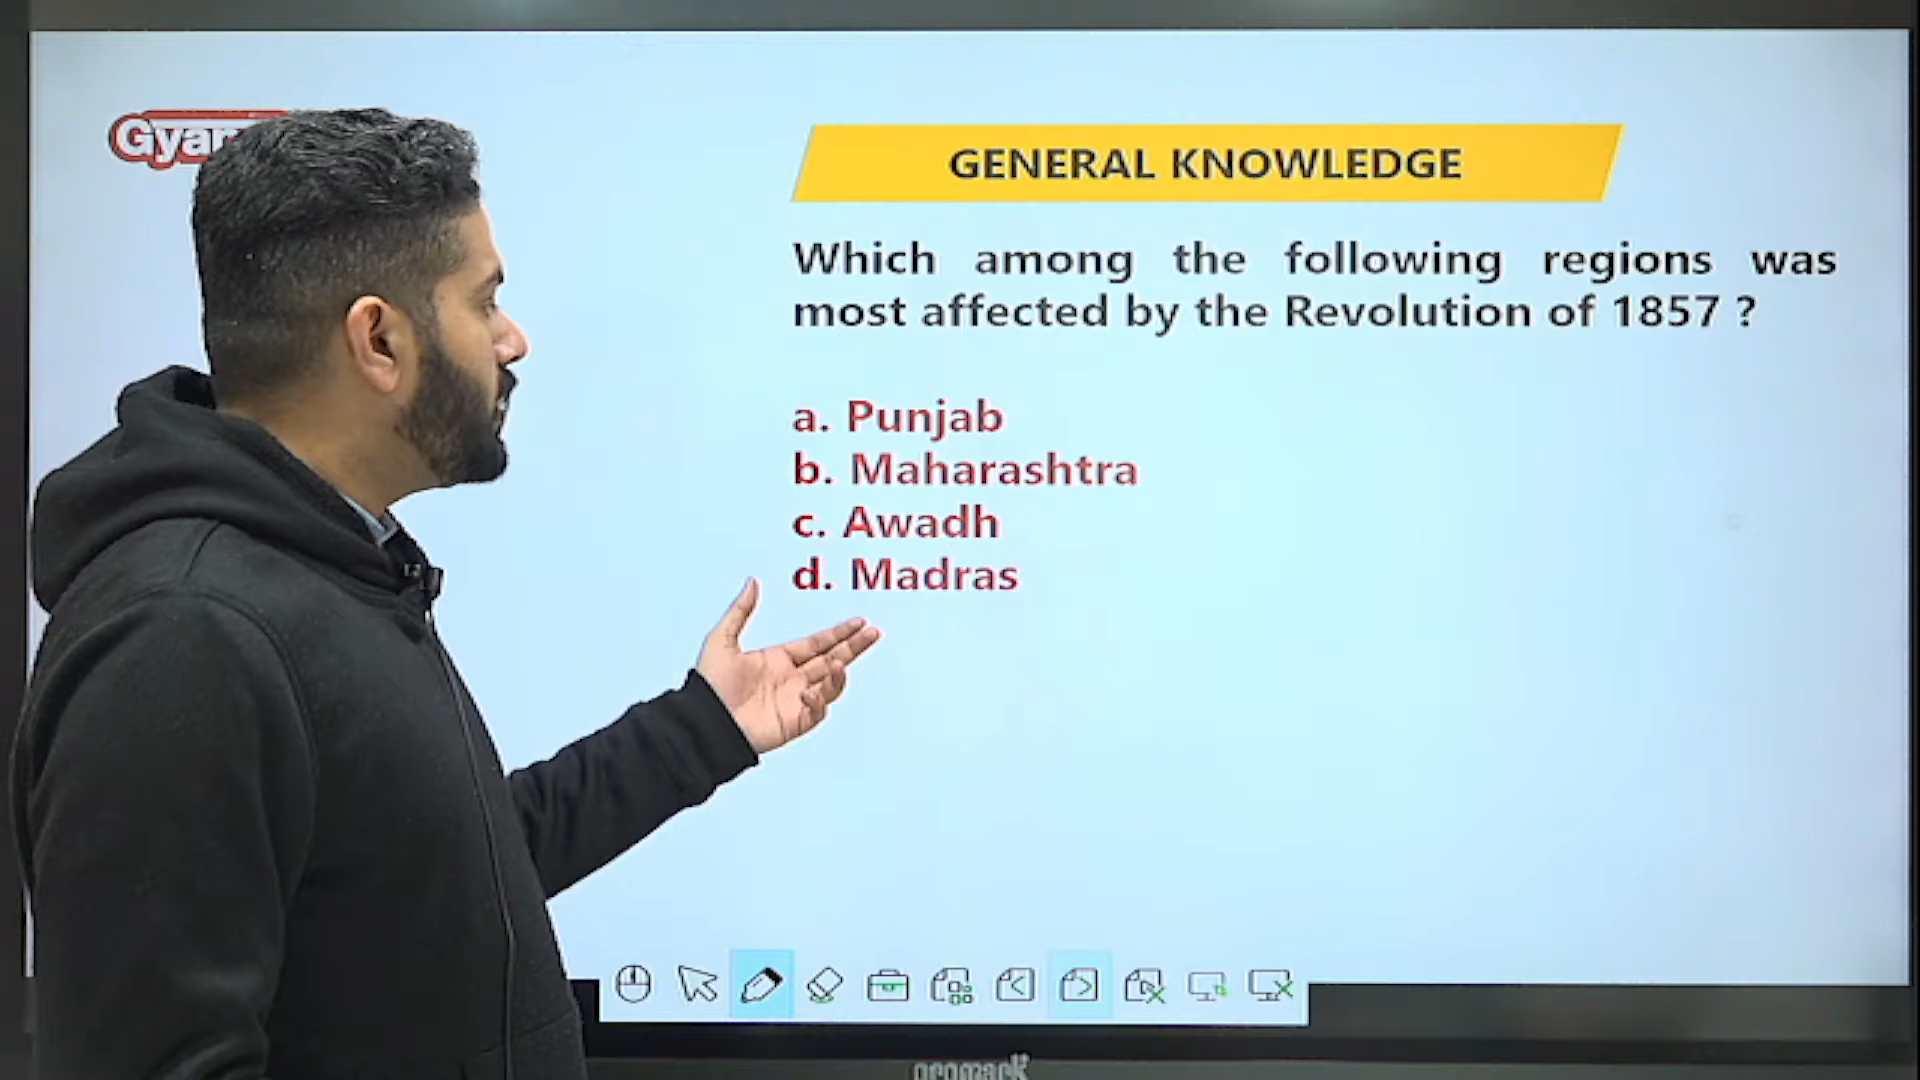 GENERAL KNOWLEDGE
Which among the following regions was
most affected by the Revolution of 1857 ?
a. Punjab
b. Maharashtra
c. Awadh
d. Madras